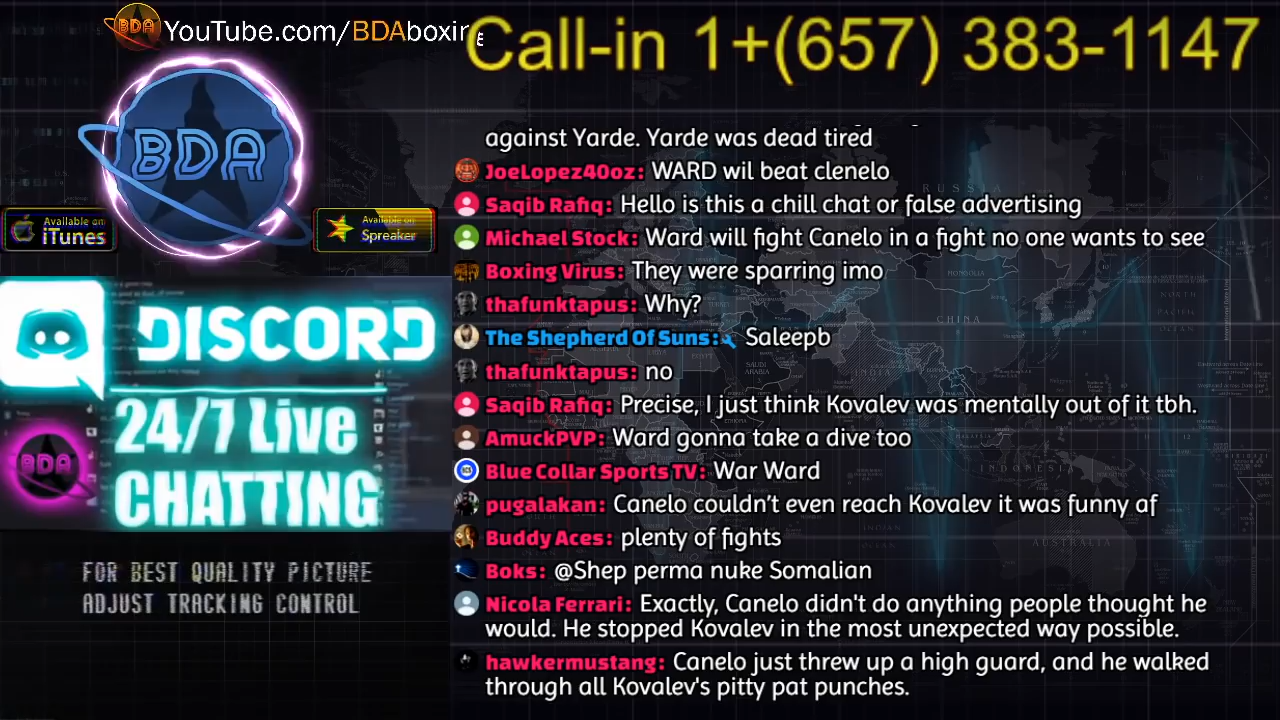 BDA YouTube.com/BDAboxing
Call-in 1+(657) 383-1147
BDA
Available on
iTunes
Available on
Spreaker
DISCORD
24/7 Live
CHATTING
BDA
FOR BEST QUALITY PICTURE
ADJUST TRACKING CONTROL
against Yarde. Yarde was dead tired
JoeLopez40oz: WARD wil beat clenelo
Saqib Rafiq: Hello is this a chill chat or false advertising
Michael Stock: Ward will fight Canelo in a fight no one wants to see
Boxing Virus: They were sparring imo
thafunktapus: Why?
The Shepherd Of Suns: Saleepb
thafunktapus: no
Saqib Rafiq: Precise, I just think Kovalev was mentally out of it tbh.
AmuckPVP: Ward gonna take a dive too
Blue Collar Sports TV: War Ward
pugalakan: Canelo couldn't even reach Kovalev it was funny af
Buddy Aces: plenty of fights
Boks: @Shep perma nuke Somalian
Nicola Ferrari: Exactly, Canelo didn't do anything people thought he
would. He stopped Kovalev in the most unexpected way possible.
hawkermustang: Canelo just threw up a high guard, and he walked
through all Kovalev's pitty pat punches.
RUSSIA
MONGOLIA
CHINA
INDONESIA
AUSTRALIA